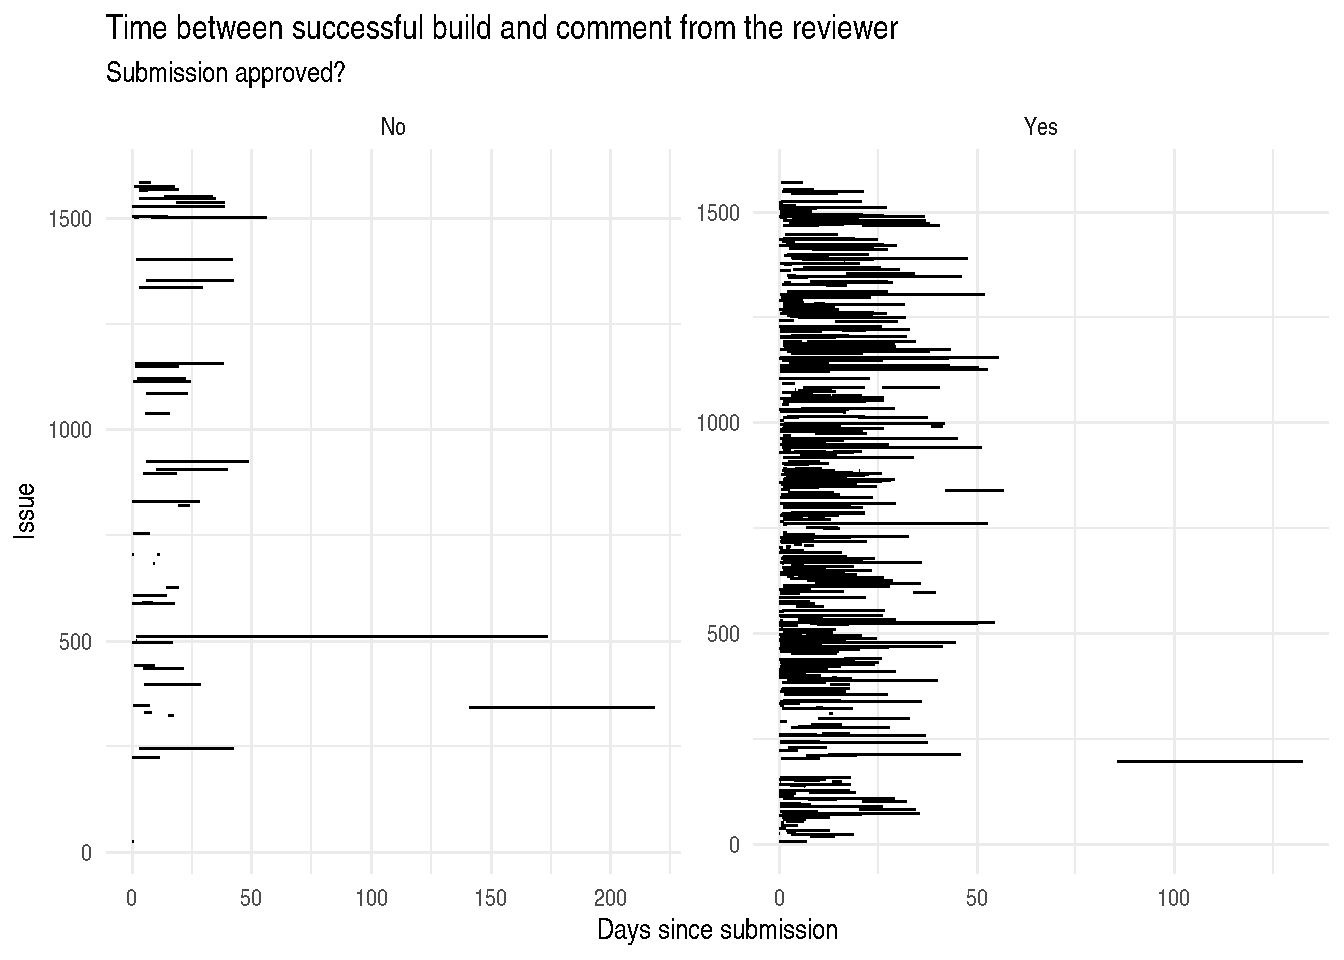 Time between successful build and comment from the reviewer
Submission approved?
No
Yes
1500
1000
500
0
1500
1000
500
0
Issue
0 50 100 150 200
0 50 100
Days since submission